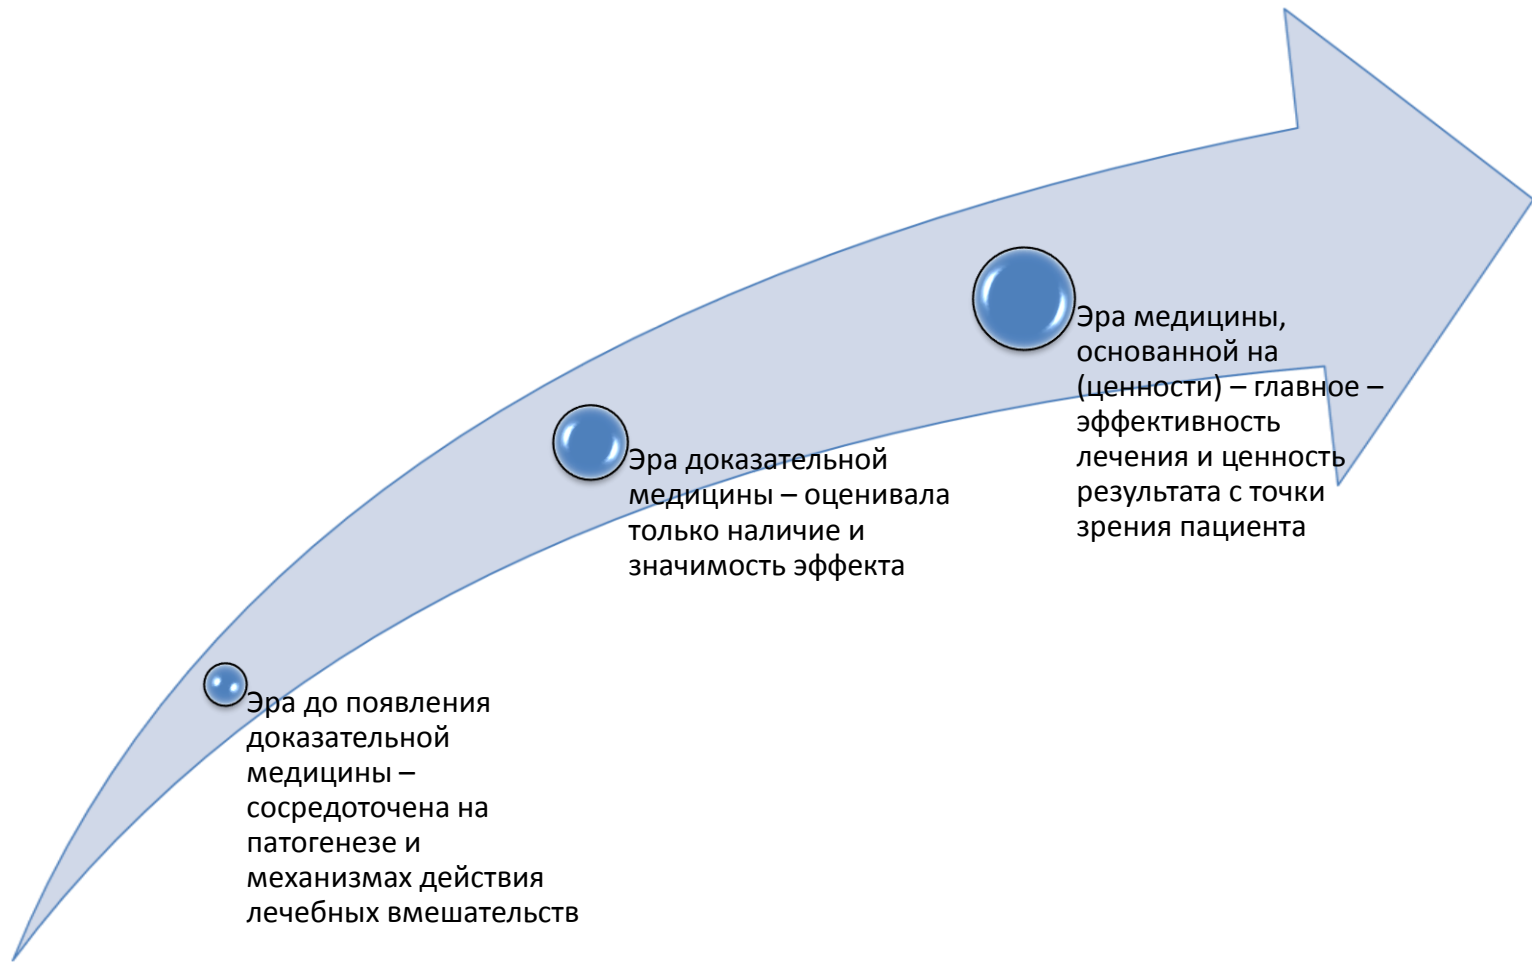 Эра медицины,
основанной на
(ценности) – главное –
эффективность
лечения и ценность
результата с точки
зрения пациента
Эра доказательной
медицины – оценивала
только наличие и
значимость эффекта
Эра до появления
доказательной
медицины –
сосредоточена на
патогенезе и
механизмах действия
лечебных вмешательств